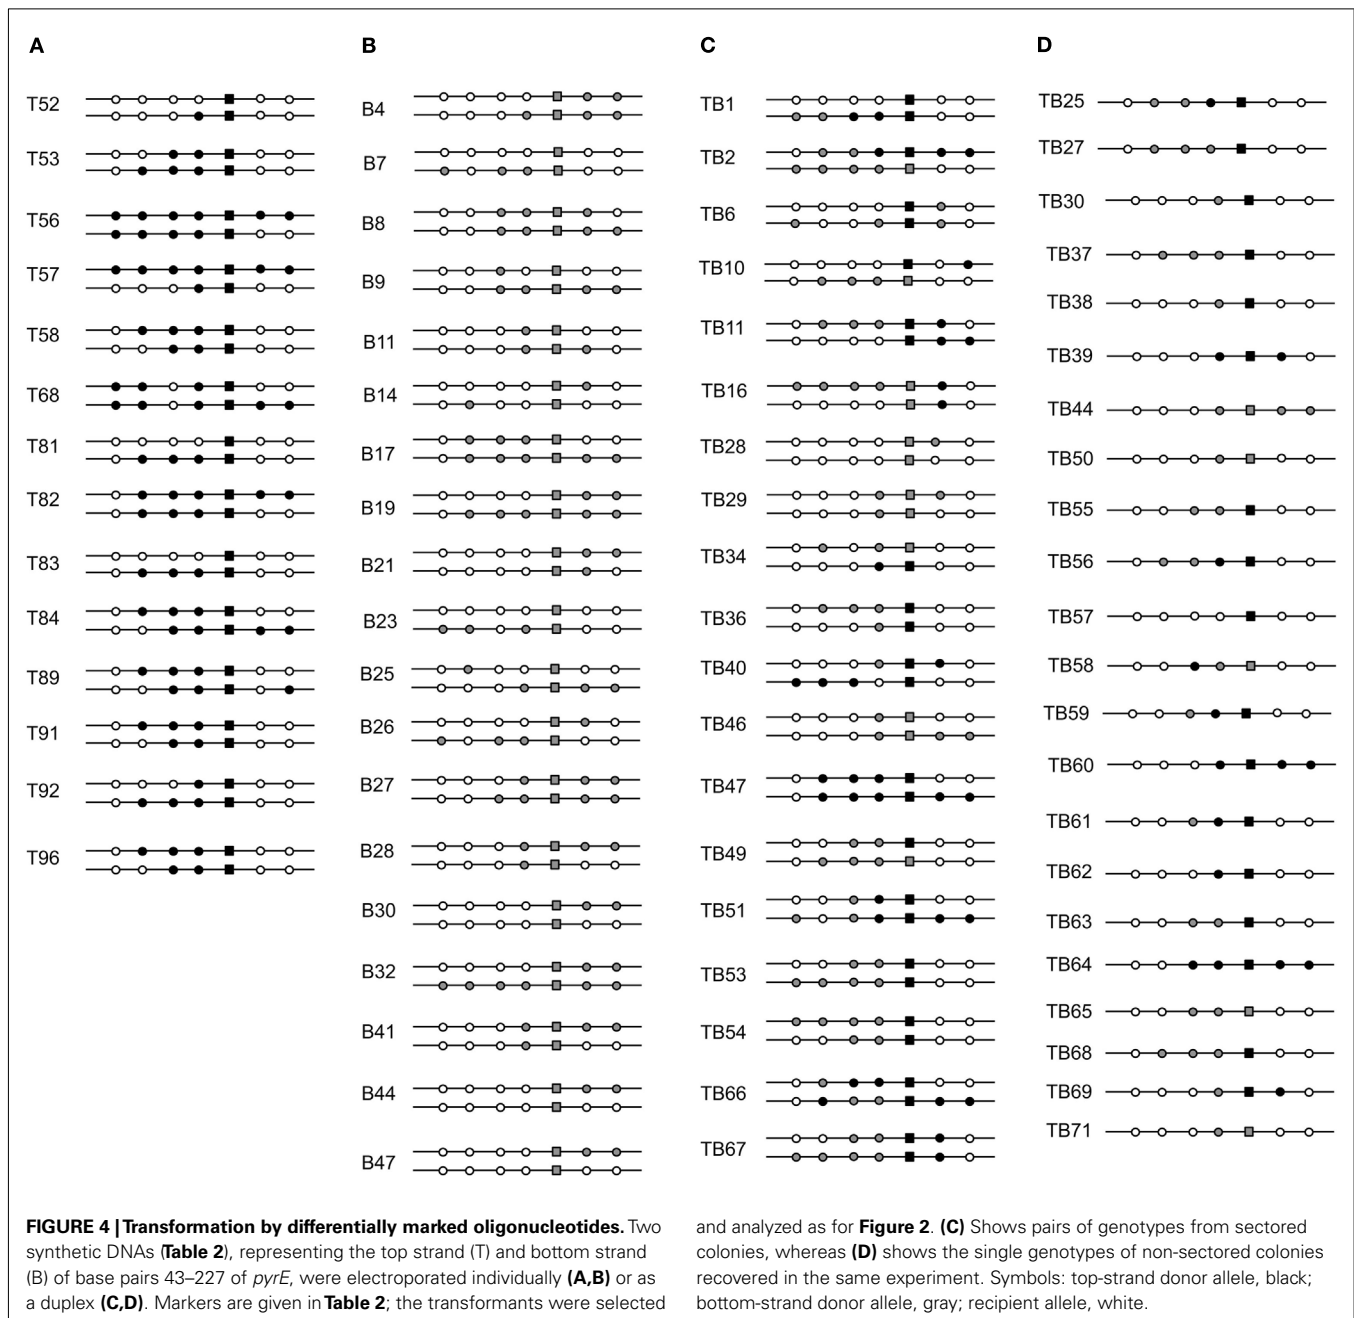 A
B
C
D
T52
T53
T56
T57
T58
T68
T81
T82
T83
T84
T89
T91
T92
T96
B4
B7
B8
B9
B11
B14
B17
B19
B21
B23
B25
B26
B27
B28
B30
B32
B41
B44
B47
TB1
TB2
TB6
TB10
TB11
TB16
TB28
TB29
TB34
TB36
TB40
TB46
TB47
TB49
TB51
TB53
TB54
TB66
TB67
TB25
TB27
TB30
TB37
TB38
TB39
TB44
TB50
TB55
TB56
TB57
TB58
TB59
TB60
TB61
TB62
TB63
TB64
TB65
TB68
TB69
TB71
FIGURE 4 | Transformation by differentially marked oligonucleotides. Two
synthetic DNAs (Table 2), representing the top strand (T) and bottom strand
(B) of base pairs 43–227 of pyrE, were electroporated individually (A,B) or as
a duplex (C,D). Markers are given in Table 2; the transformants were selected
and analyzed as for Figure 2. (C) Shows pairs of genotypes from sectored
colonies, whereas (D) shows the single genotypes of non-sectored colonies
recovered in the same experiment. Symbols: top-strand donor allele, black;
bottom-strand donor allele, gray; recipient allele, white.